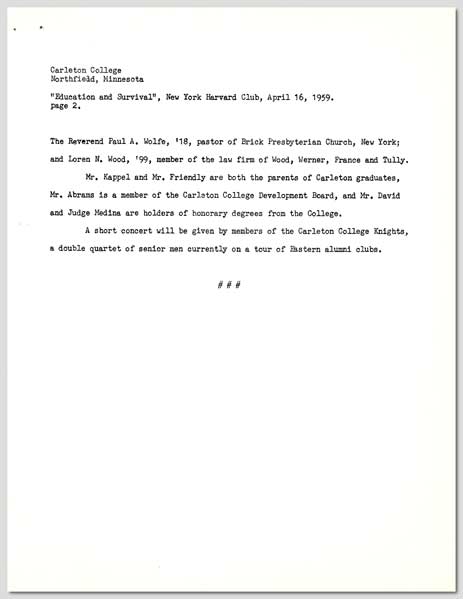 Carleton College
Northfield, Minnesota
"Education and Survival", New York Harvard Club, April 16, 1959.
page 2.
The Reverend Paul A. Wolfe, '18, pastor of Brick Presbyterian Church, New York;
and Loren N. Wood, '99, member of the law firm of Wood, Werner, France and Tully.
Mr. Kappel and Mr. Friendly are both the parents of Carleton graduates,
Mr. Abrams is a member of the Carleton College Development Board, and Mr. David
and Judge Medina are holders of honorary degrees from the College.
A short concert will be given by members of the Carleton College Knights,
a double quartet of senior men currently on a tour of Eastern alumni clubs.
# # #